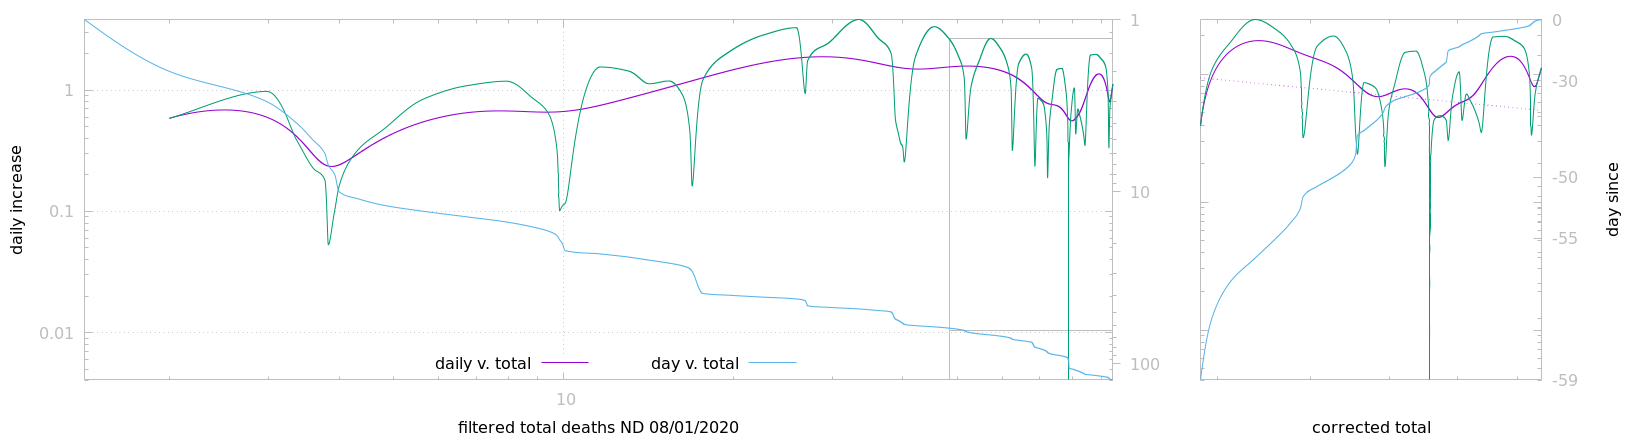 daily increase
1
0.1
0.01
10
1
10
100
daily v. total
day v. total
filtered total deaths ND 08/01/2020
0
-30
-50
-55
-59
day since
corrected total